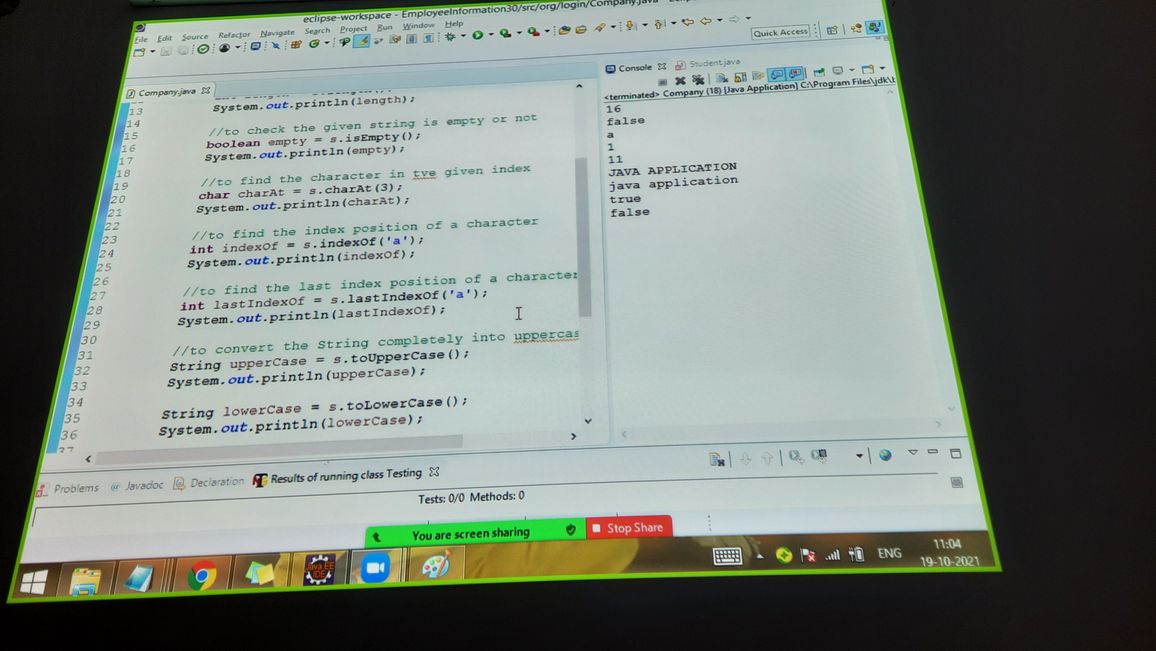 eclipse-workspace - EmployeeInformation30/src/org/login/Company.java
File Edit Source Refactor Navigate Search Project Run Window Help
Quick Access
Company.java
13 System.out.println(length);
14
15 //to check the given string is empty or not
16 boolean empty = s.isEmpty();
17 System.out.println(empty);
18
19 //to find the character in tve given index
20 char charAt = s.charAt(3);
21 System.out.println(charAt);
22
23 //to find the index position of a character
24 int indexOf = s.indexOf('a');
25 System.out.println(indexOf);
26
27 //to find the last index position of a character
28 int lastIndexOf = s.lastIndexOf('a');
29 System.out.println(lastIndexOf);
30
31 //to convert the String completely into uppercas
32 String upperCase = s.toUpperCase();
33 System.out.println(upperCase);
34
35 String lowerCase = s.toLowerCase();
36 System.out.println(lowerCase);
37
Console Student.java
<terminated> Company (18) [Java Application] C:\Program Files\jdk\b
16
false
a
1
11
JAVA APPLICATION
java application
true
false
Problems @ Javadoc Declaration Results of running class Testing
Tests: 0/0 Methods: 0
You are screen sharing Stop Share
Java EE
IDE
ENG
11:04
19-10-2021